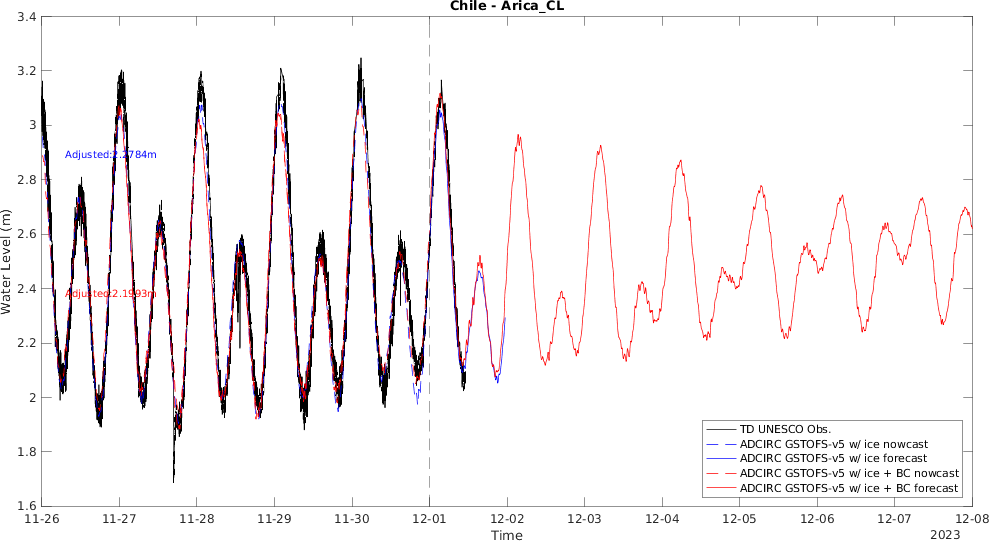 Chile - Arica_CL
3.4
3.2
3
2.8
2.6
2.4
2.2
2
1.8
1.6
Water Level (m)
Adjusted:2.2784m
Adjusted:2.1993m
TD UNESCO Obs.
ADCIRC GSTOFS-v5 w/ ice nowcast
ADCIRC GSTOFS-v5 w/ ice forecast
ADCIRC GSTOFS-v5 w/ ice + BC nowcast
ADCIRC GSTOFS-v5 w/ ice + BC forecast
11-26 11-27 11-28 11-29 11-30 12-01 12-02 12-03 12-04 12-05 12-06 12-07 12-08
Time 2023